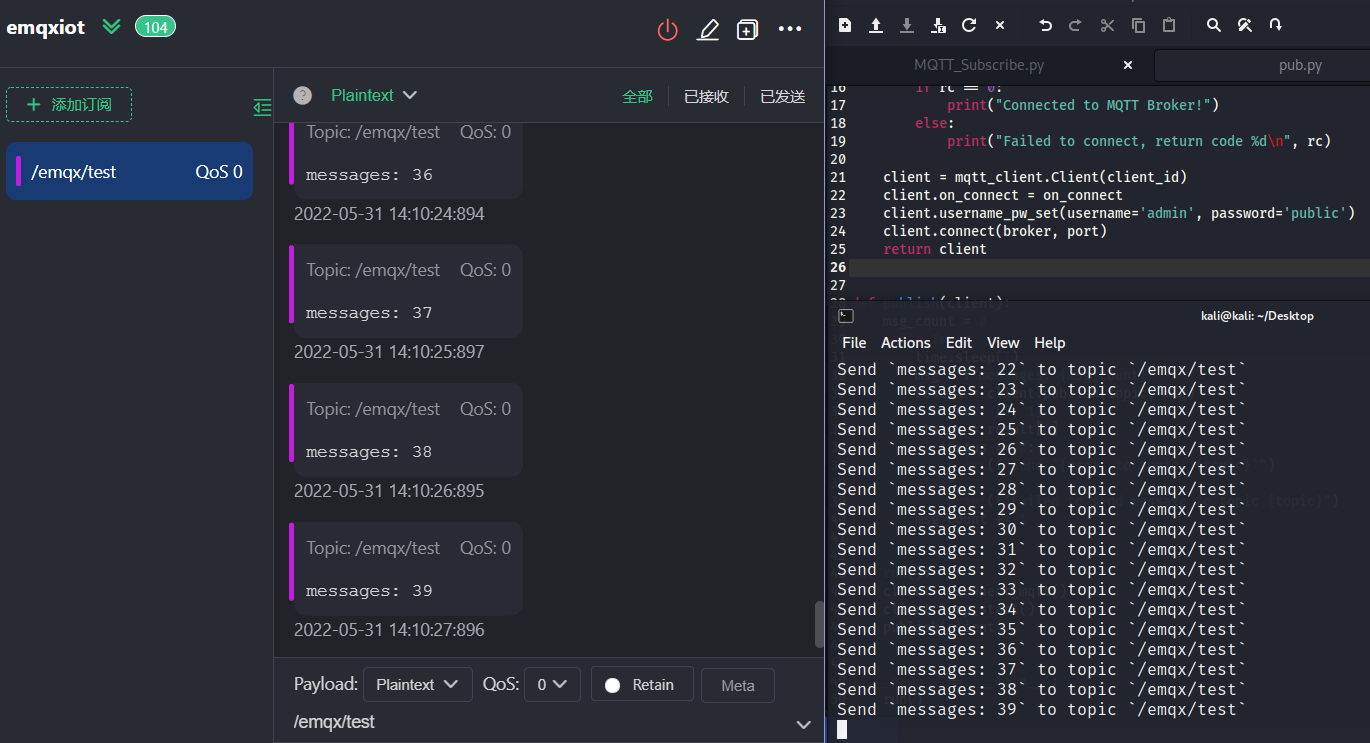 emqxiot 104
添加订阅
/emqx/test QoS 0
? Plaintext 全部 已接收 已发送
Topic: /emqx/test QoS: 0
messages: 36
2022-05-31 14:10:24:894
Topic: /emqx/test QoS: 0
messages: 37
2022-05-31 14:10:25:897
Topic: /emqx/test QoS: 0
messages: 38
2022-05-31 14:10:26:895
Topic: /emqx/test QoS: 0
messages: 39
2022-05-31 14:10:27:896
Payload: Plaintext QoS: 0 Retain Meta
/emqx/test
MQTT_Subscribe.py × pub.py
16 if rc == 0:
17 print("Connected to MQTT Broker!")
18 else:
19 print("Failed to connect, return code %d\n", rc)
20
21 client = mqtt_client.Client(client_id)
22 client.on_connect = on_connect
23 client.username_pw_set(username='admin', password='public')
24 client.connect(broker, port)
25 return client
26
27
kali@kali: ~/Desktop
File Actions Edit View Help
Send `messages: 22` to topic `/emqx/test`
Send `messages: 23` to topic `/emqx/test`
Send `messages: 24` to topic `/emqx/test`
Send `messages: 25` to topic `/emqx/test`
Send `messages: 26` to topic `/emqx/test`
Send `messages: 27` to topic `/emqx/test`
Send `messages: 28` to topic `/emqx/test`
Send `messages: 29` to topic `/emqx/test`
Send `messages: 30` to topic `/emqx/test`
Send `messages: 31` to topic `/emqx/test`
Send `messages: 32` to topic `/emqx/test`
Send `messages: 33` to topic `/emqx/test`
Send `messages: 34` to topic `/emqx/test`
Send `messages: 35` to topic `/emqx/test`
Send `messages: 36` to topic `/emqx/test`
Send `messages: 37` to topic `/emqx/test`
Send `messages: 38` to topic `/emqx/test`
Send `messages: 39` to topic `/emqx/test`